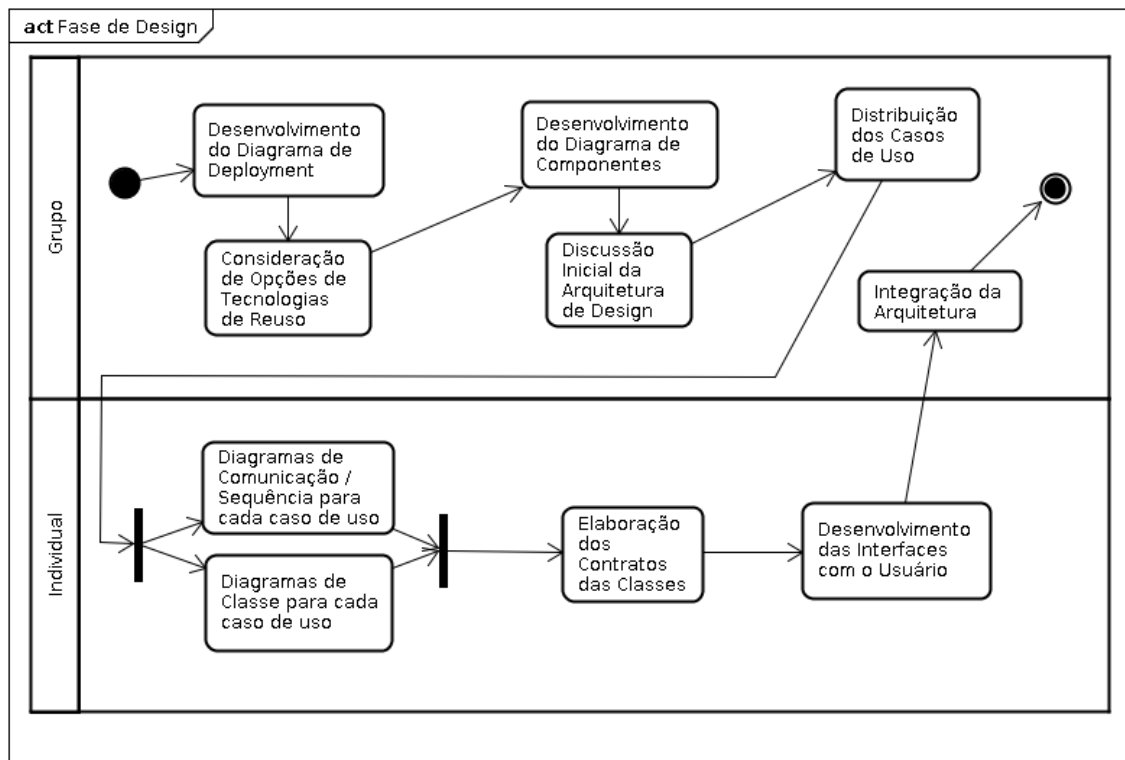 act Fase de Design
Grupo
Desenvolvimento
do Diagrama de
Deployment
Consideração
de Opções de
Tecnologias
de Reuso
Desenvolvimento
do Diagrama de
Componentes
Discussão
Inicial da
Arquitetura
de Design
Distribuição
dos Casos
de Uso
Integração da
Arquitetura
Individual
Diagramas de
Comunicação /
Sequência para
cada caso de uso
Diagramas de
Classe para cada
caso de uso
Elaboração
dos
Contratos
das Classes
Desenvolvimento
das Interfaces
com o Usuário